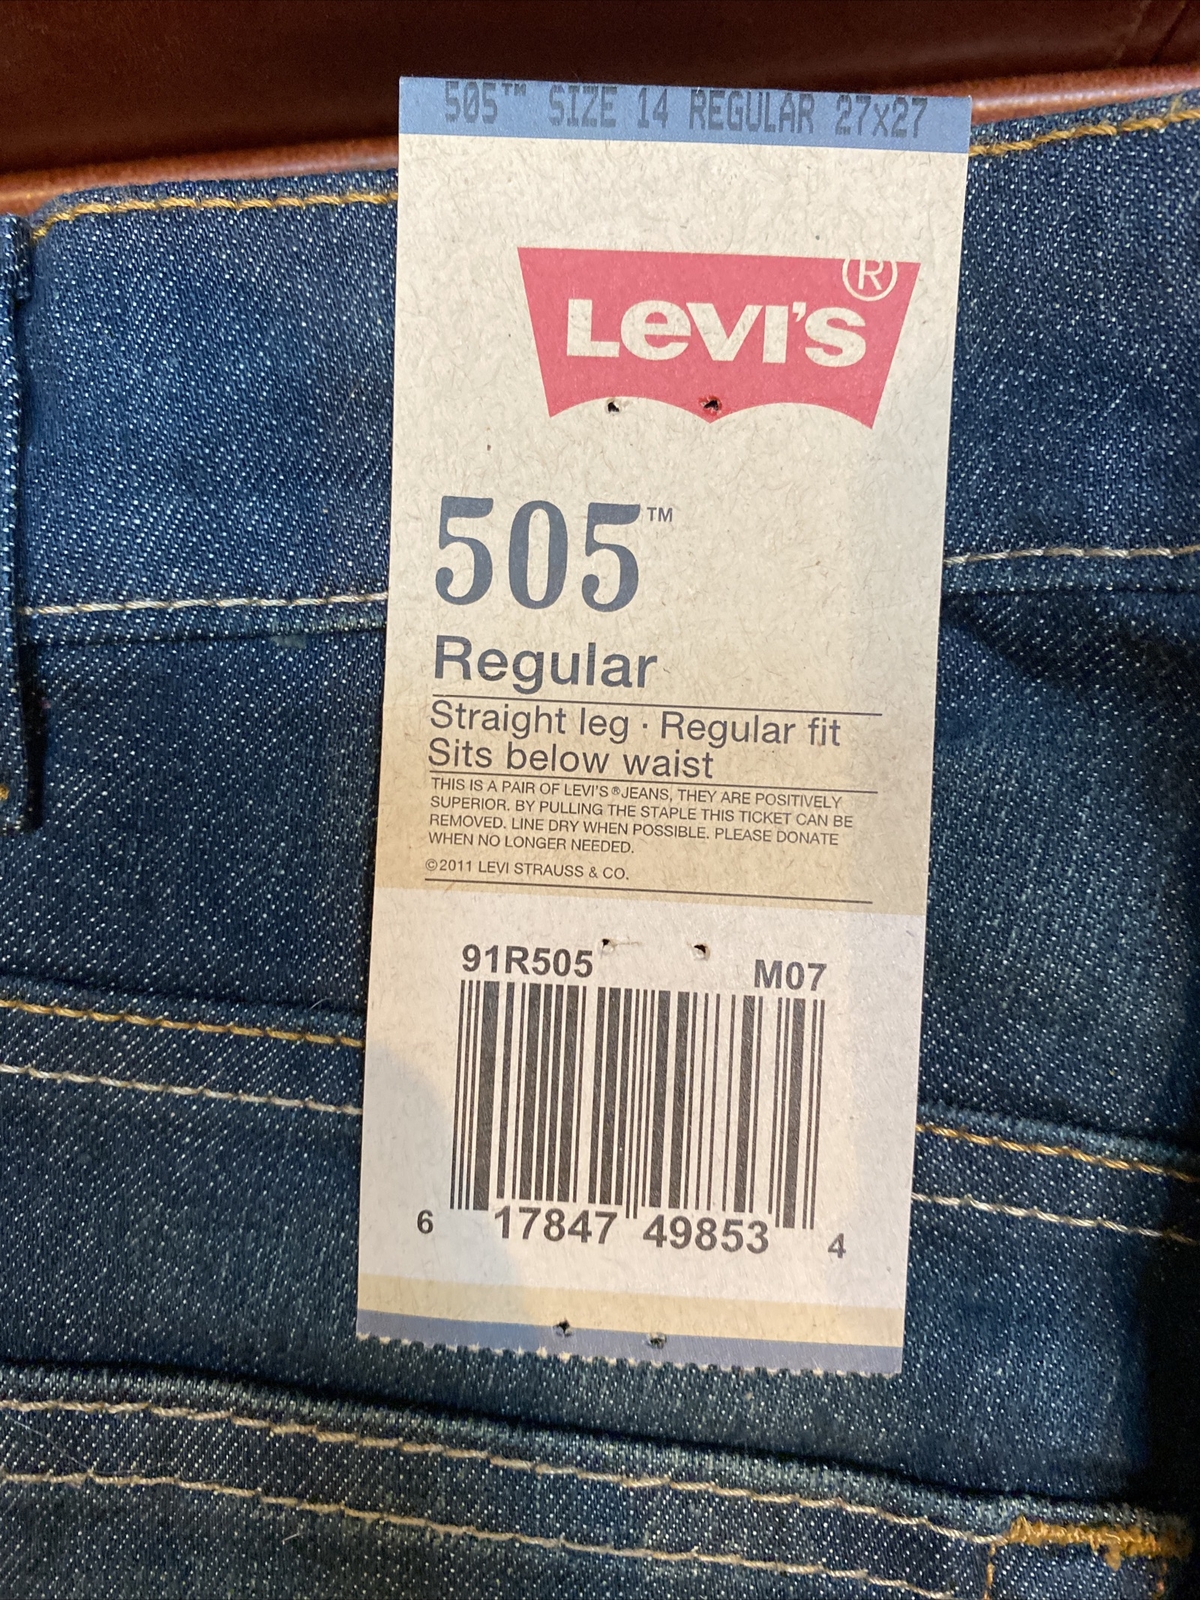 505™ SIZE 14 REGULAR 27x27
LEVI'S®
505™
Regular
Straight leg · Regular fit
Sits below waist
THIS IS A PAIR OF LEVI'S® JEANS, THEY ARE POSITIVELY
SUPERIOR. BY PULLING THE STAPLE THIS TICKET CAN BE
REMOVED. LINE DRY WHEN POSSIBLE. PLEASE DONATE
WHEN NO LONGER NEEDED.
©2011 LEVI STRAUSS & CO.
91R505 M07
6 17847 49853 4